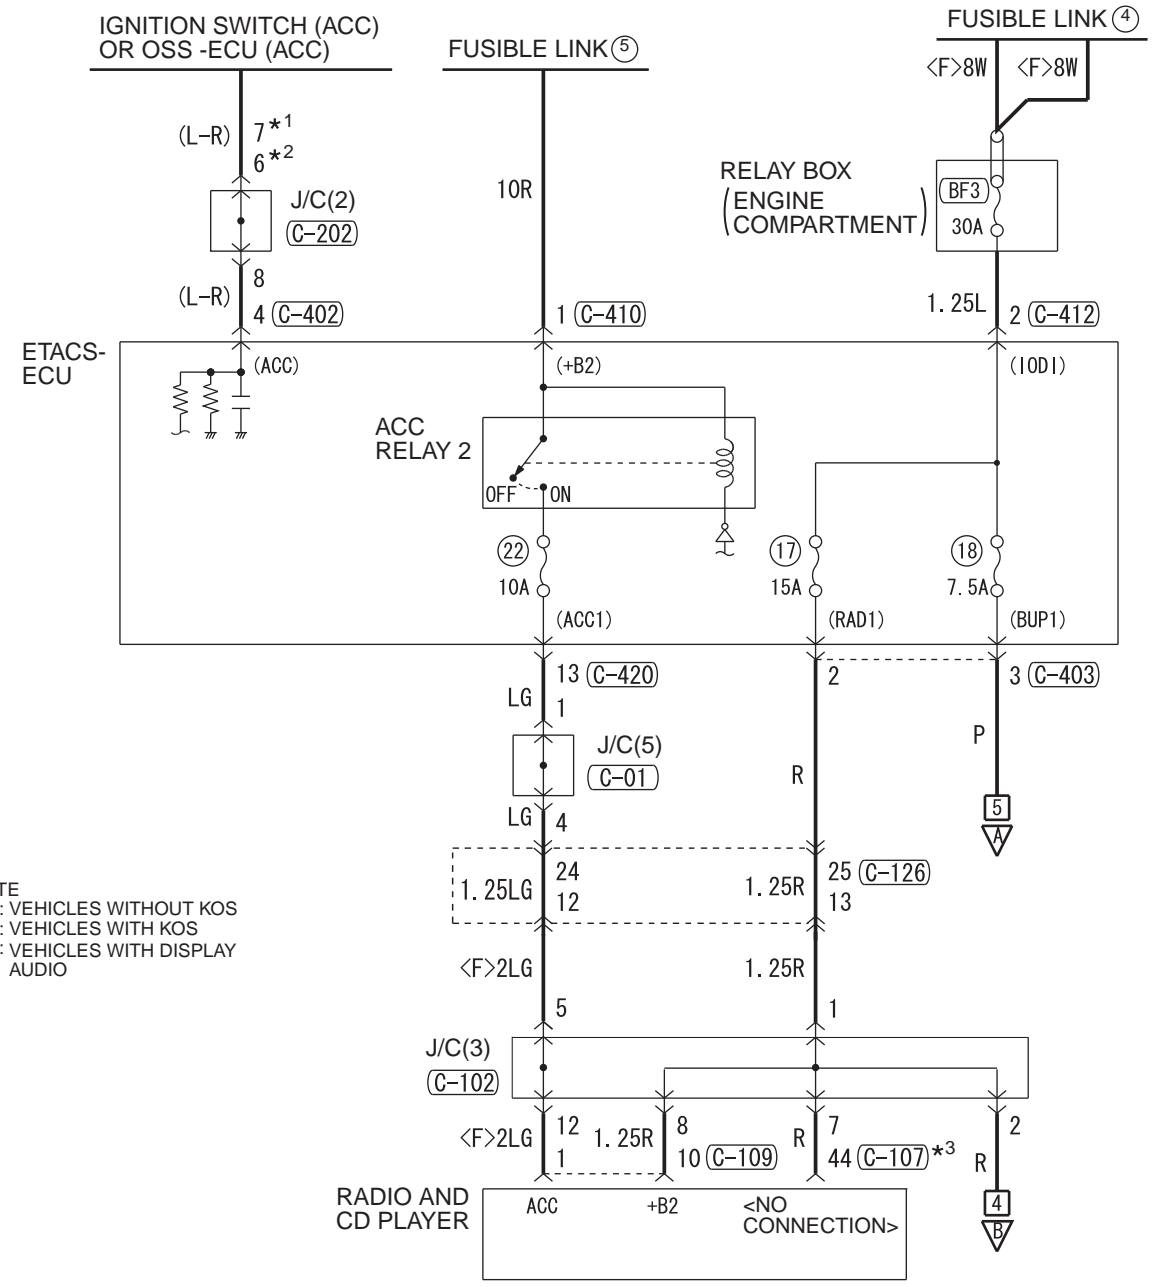 IGNITION SWITCH (ACC)
OR OSS -ECU (ACC)
FUSIBLE LINK ⑤
FUSIBLE LINK ④
<F>8W
<F>8W
(L-R)
7*1
6*2
J/C(2)
C-202
10R
RELAY BOX
(ENGINE
COMPARTMENT)
BF3
30A
8
(L-R)
4 C-402
1 C-410
1.25L
2 C-412
ETACS-
ECU
(ACC)
(+B2)
(IODI)
ACC
RELAY 2
OFF
ON
22
10A
17
15A
18
7.5A
(ACC1)
(RAD1)
(BUP1)
13 C-420
2
3 C-403
LG
1
J/C(5)
C-01
R
P
5
A
LG
4
1.25LG
24
12
1.25R
25 C-126
13
TE
: VEHICLES WITHOUT KOS
: VEHICLES WITH KOS
: VEHICLES WITH DISPLAY
AUDIO
<F>2LG
1.25R
5
1
J/C(3)
C-102
<F>2LG
12
1
1.25R
8
10 C-109
R
7
44 C-107 *3
2
R
4
B
RADIO AND
CD PLAYER
ACC
+B2
<NO
CONNECTION>